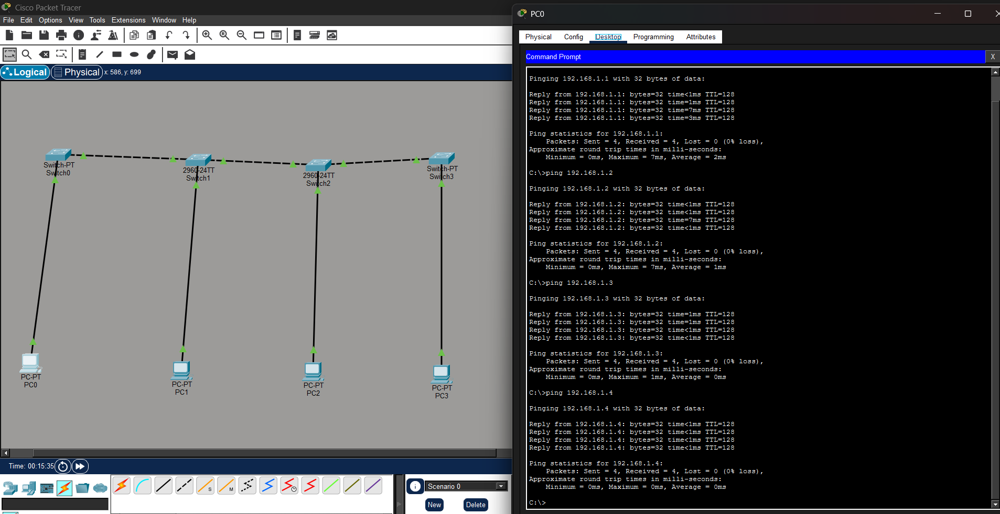 Cisco Packet Tracer
File Edit Options View Tools Extensions Window Help
Logical Physical x: 586, y: 699
Switch-PT
Switch0
2960-24TT
Switch1
2960-24TT
Switch2
Switch-PT
Switch3
PC-PT
PC0
PC-PT
PC1
PC-PT
PC2
PC-PT
PC3
Time: 00:15:35
S
M
Scenario 0
New Delete
PC0
Physical Config Desktop Programming Attributes
Command Prompt
X
Pinging 192.168.1.1 with 32 bytes of data:
Reply from 192.168.1.1: bytes=32 time<1ms TTL=128
Reply from 192.168.1.1: bytes=32 time=1ms TTL=128
Reply from 192.168.1.1: bytes=32 time=7ms TTL=128
Reply from 192.168.1.1: bytes=32 time=3ms TTL=128
Ping statistics for 192.168.1.1:
Packets: Sent = 4, Received = 4, Lost = 0 (0% loss),
Approximate round trip times in milli-seconds:
Minimum = 0ms, Maximum = 7ms, Average = 2ms
C:\>ping 192.168.1.2
Pinging 192.168.1.2 with 32 bytes of data:
Reply from 192.168.1.2: bytes=32 time<1ms TTL=128
Reply from 192.168.1.2: bytes=32 time<1ms TTL=128
Reply from 192.168.1.2: bytes=32 time=7ms TTL=128
Reply from 192.168.1.2: bytes=32 time<1ms TTL=128
Ping statistics for 192.168.1.2:
Packets: Sent = 4, Received = 4, Lost = 0 (0% loss),
Approximate round trip times in milli-seconds:
Minimum = 0ms, Maximum = 7ms, Average = 1ms
C:\>ping 192.168.1.3
Pinging 192.168.1.3 with 32 bytes of data:
Reply from 192.168.1.3: bytes=32 time=1ms TTL=128
Reply from 192.168.1.3: bytes=32 time=1ms TTL=128
Reply from 192.168.1.3: bytes=32 time<1ms TTL=128
Reply from 192.168.1.3: bytes=32 time<1ms TTL=128
Ping statistics for 192.168.1.3:
Packets: Sent = 4, Received = 4, Lost = 0 (0% loss),
Approximate round trip times in milli-seconds:
Minimum = 0ms, Maximum = 1ms, Average = 0ms
C:\>ping 192.168.1.4
Pinging 192.168.1.4 with 32 bytes of data:
Reply from 192.168.1.4: bytes=32 time<1ms TTL=128
Reply from 192.168.1.4: bytes=32 time<1ms TTL=128
Reply from 192.168.1.4: bytes=32 time<1ms TTL=128
Reply from 192.168.1.4: bytes=32 time<1ms TTL=128
Ping statistics for 192.168.1.4:
Packets: Sent = 4, Received = 4, Lost = 0 (0% loss),
Approximate round trip times in milli-seconds:
Minimum = 0ms, Maximum = 0ms, Average = 0ms
C:\>